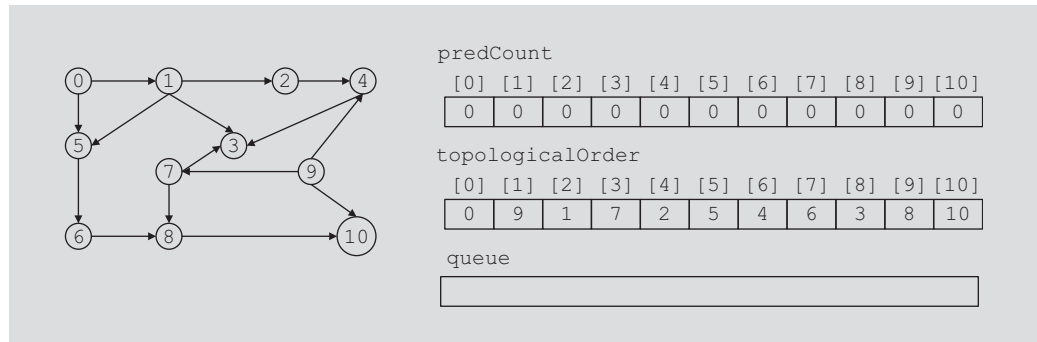 0 1 2 4
5 3
7 9
6 8 10
predCount
[0] [1] [2] [3] [4] [5] [6] [7] [8] [9] [10]
0 0 0 0 0 0 0 0 0 0 0
topologicalOrder
[0] [1] [2] [3] [4] [5] [6] [7] [8] [9] [10]
0 9 1 7 2 5 4 6 3 8 10
queue